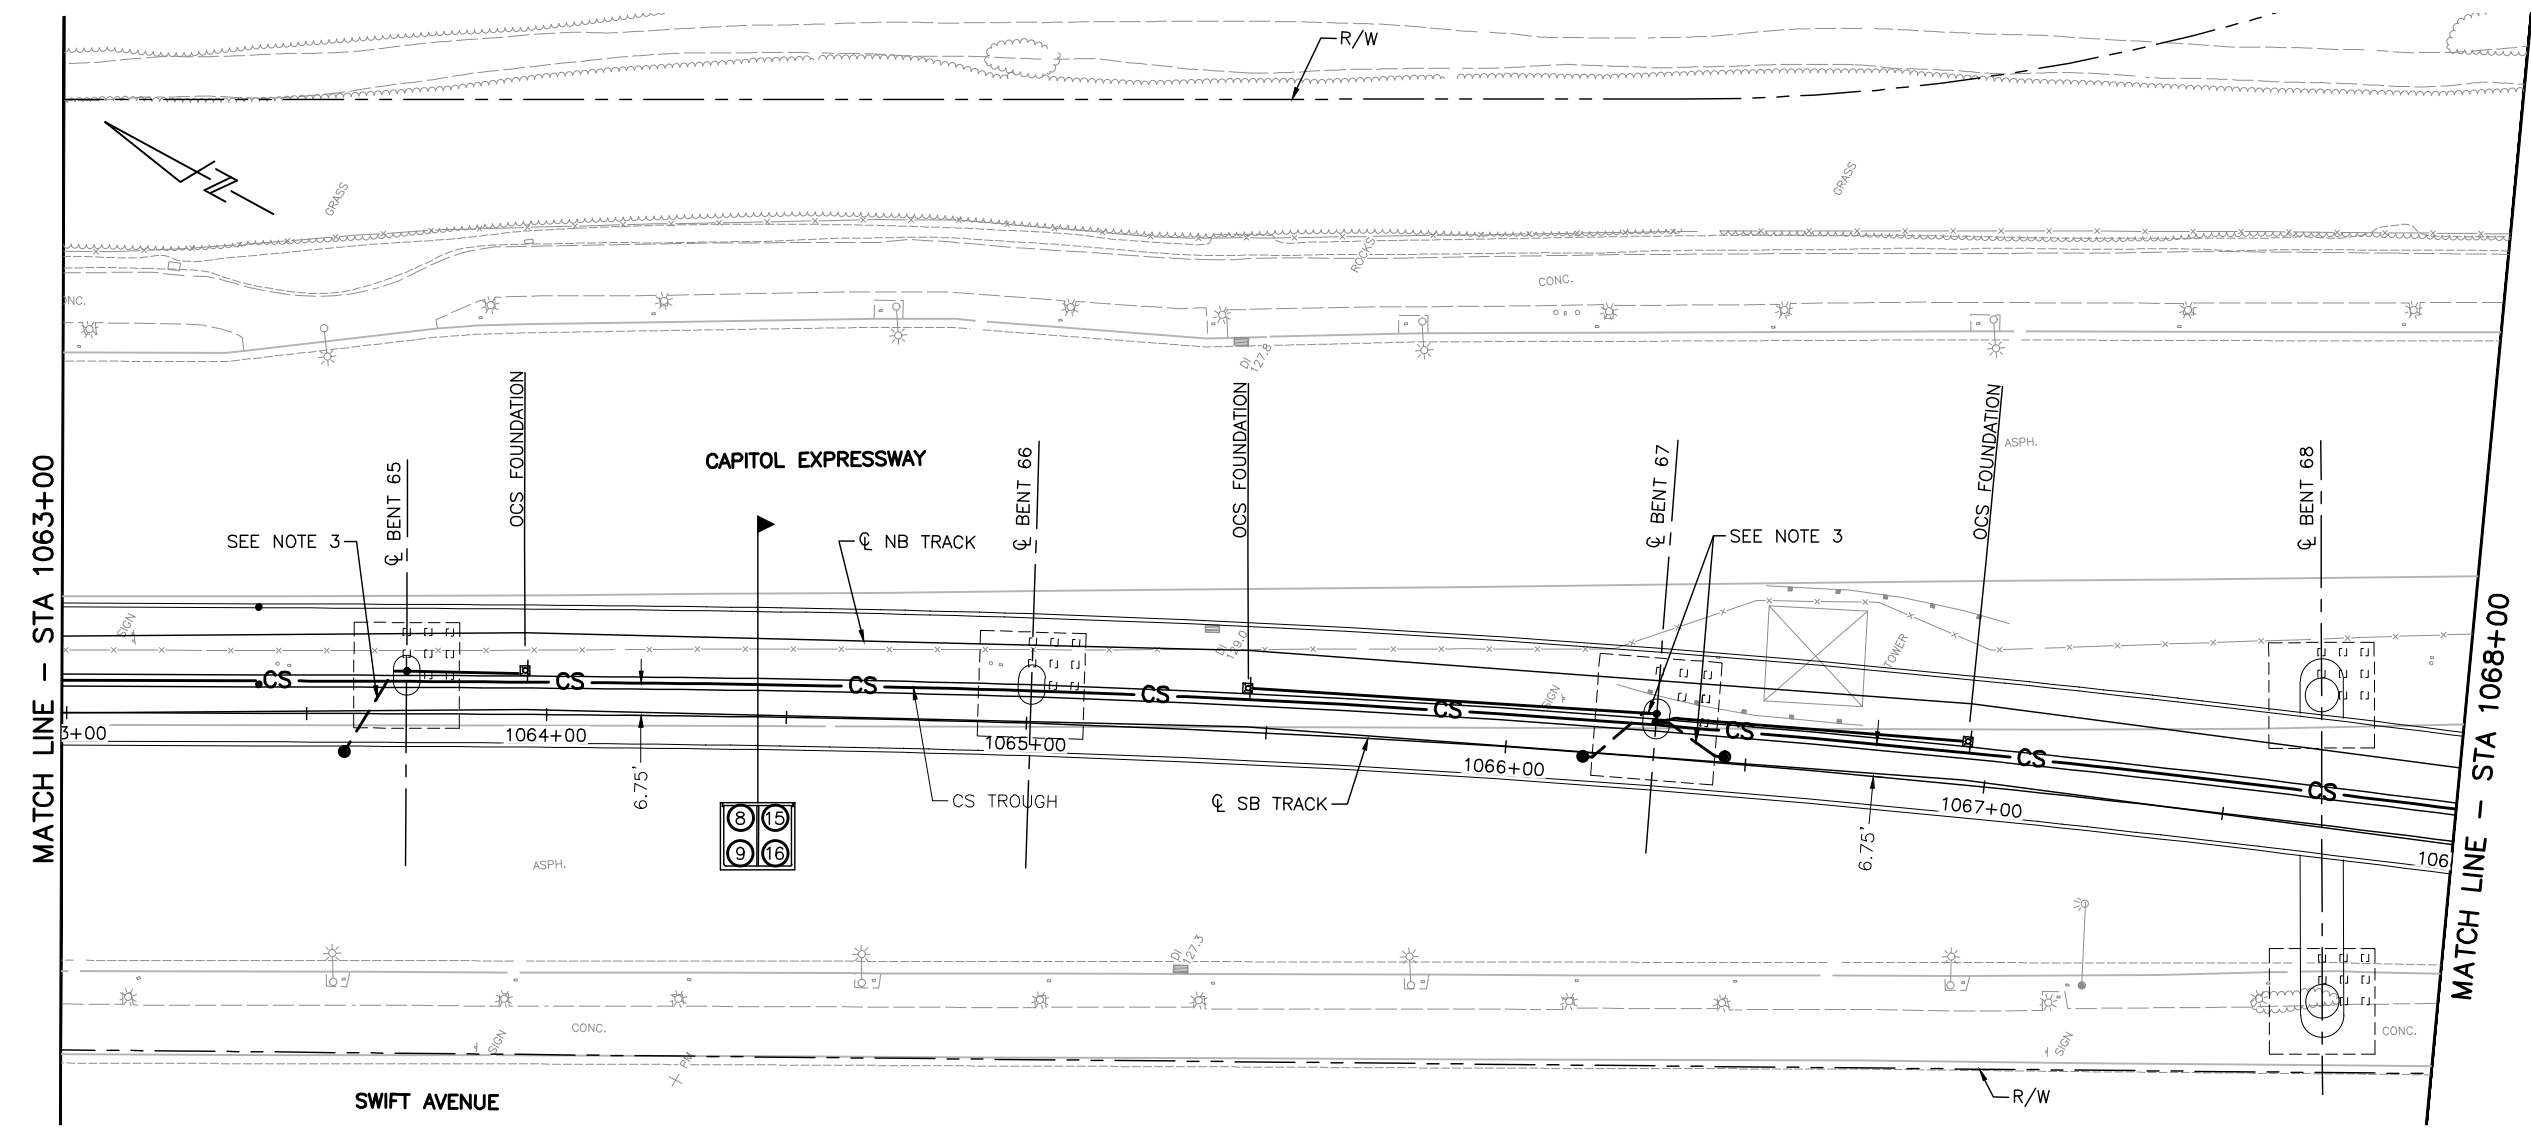 R/W
GRASS
GRASS
ROCKS
CONC.
DI
127.8
MATCH LINE – STA 1063+00
℄ BENT 65
OCS FOUNDATION
CAPITOL EXPRESSWAY
℄ BENT 66
OCS FOUNDATION
℄ BENT 67
OCS FOUNDATION
ASPH.
℄ BENT 68
SEE NOTE 3
℄ NB TRACK
SEE NOTE 3
SIGN
DI
129.0
SIGN
TOWER
MATCH LINE – STA 1068+00
CS
CS
CS
CS
CS
CS
CS
CS
3+00
1064+00
1065+00
1066+00
1067+00
106
6.75'
6.75'
CS TROUGH
℄ SB TRACK
8 15
9 16
ASPH.
DI
127.3
SIGN
CONC.
PM
SIGN
CONC.
SWIFT AVENUE
R/W